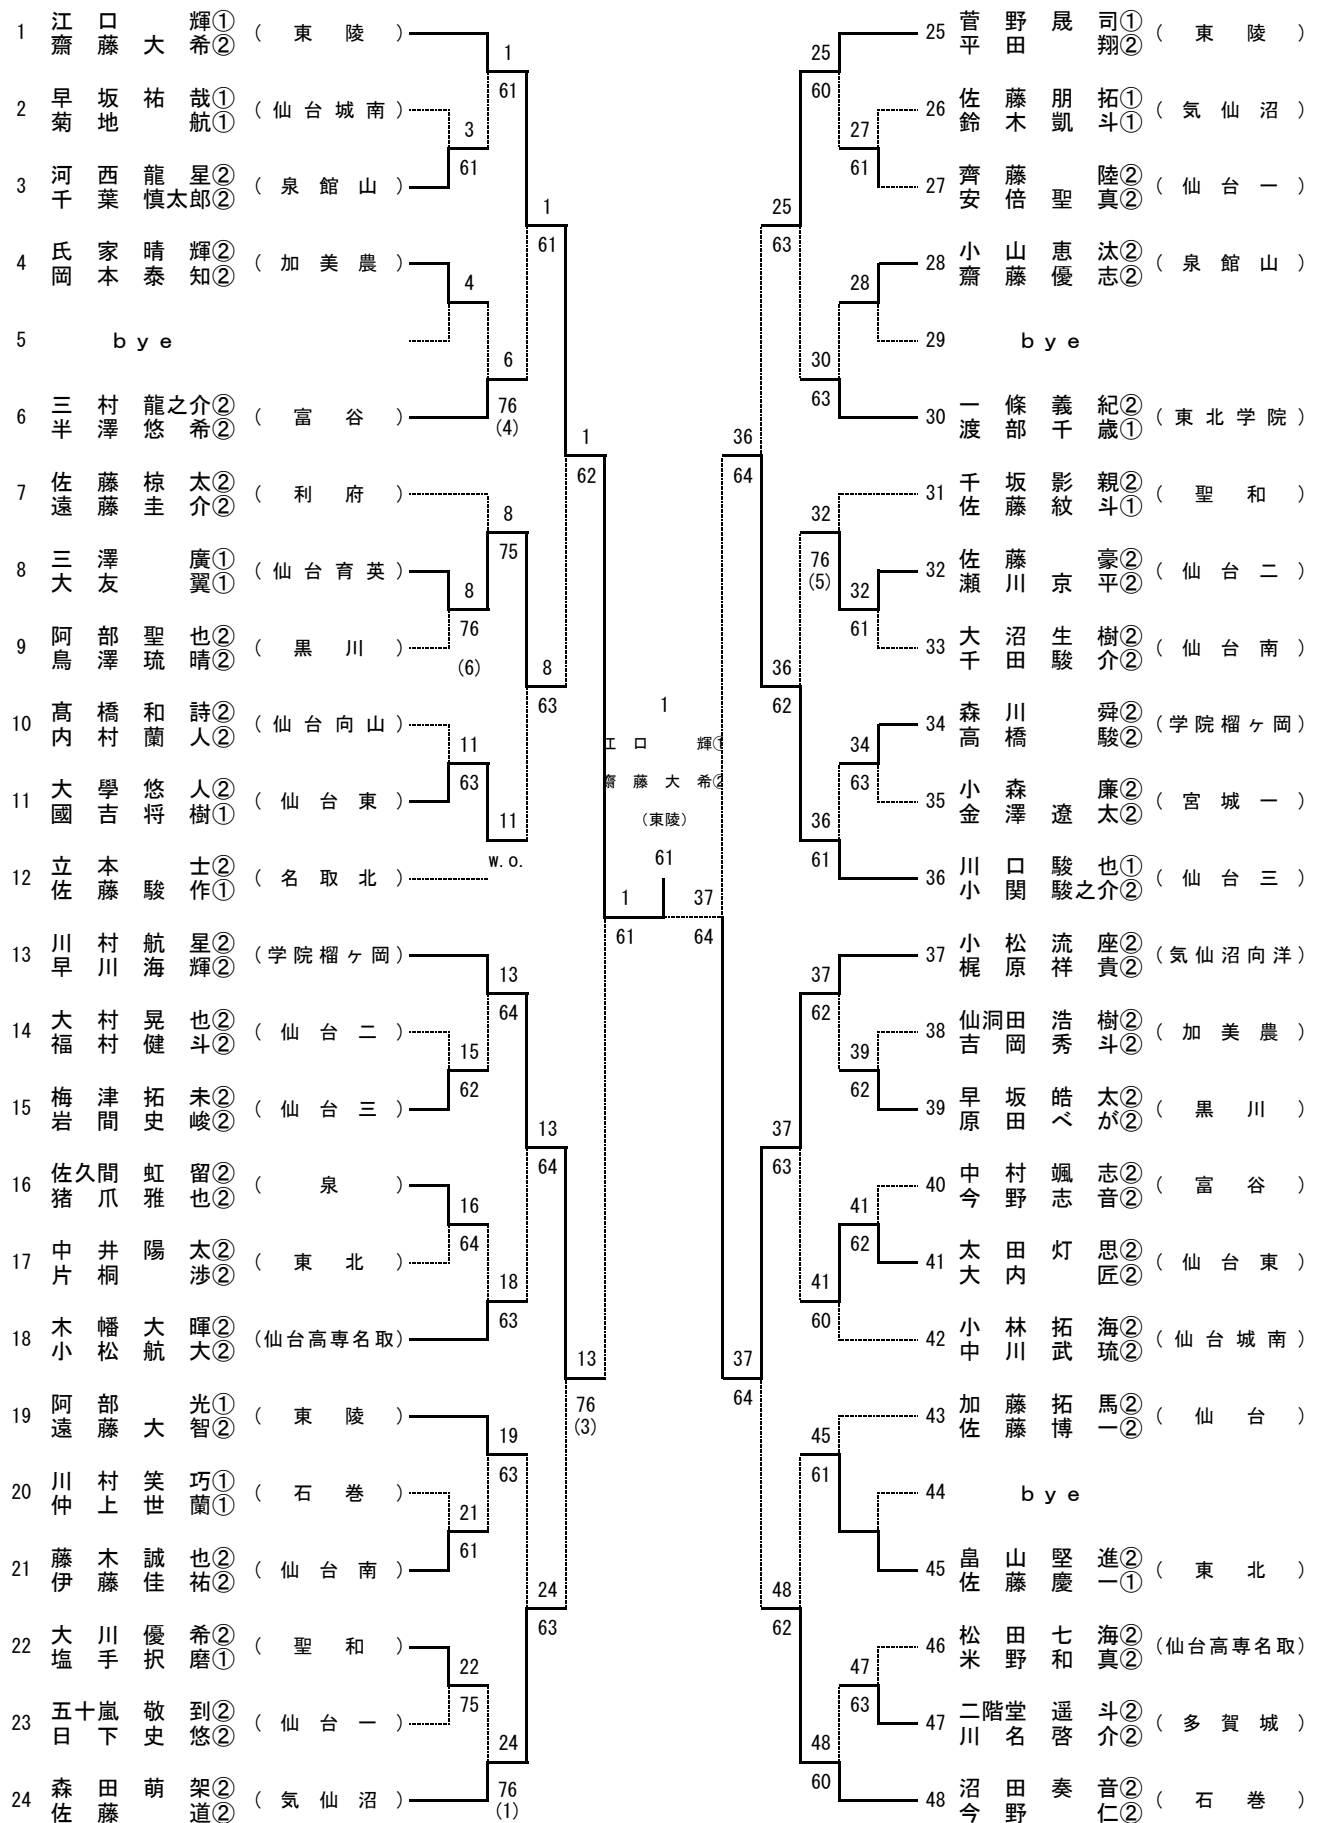 1 江口 輝① 齋藤大希② (東陵)
1
61
2 早坂祐哉① 菊地 航① (仙台城南)
3
61
3 河西龍星② 千葉慎太郎② (泉館山)
1
61
4 氏家晴輝② 岡本泰知② (加美農)
4
5 bye
6
76
(4)
6 三村龍之介② 半澤悠希② (富谷)
1
62
7 佐藤椋太② 遠藤圭介② (利府)
8
75
8 三澤 廣① 大友 翼① (仙台育英)
8
76
(6)
9 阿部聖也② 鳥澤琉晴② (黒川)
8
63
10 髙橋和詩② 内村蘭人② (仙台向山)
11
63
11 大學悠人② 國吉将樹① (仙台東)
11
w.o.
12 立本 士② 佐藤駿作① (名取北)
1
61
13 川村航星② 早川海輝② (学院榴ヶ岡)
13
64
14 大村晃也② 福村健斗② (仙台二)
15
62
15 梅津拓未② 岩間史峻② (仙台三)
13
64
16 佐久間虹留② 猪爪雅也② (泉)
16
64
17 中井陽太② 片桐 渉② (東北)
18
63
18 木幡大暉② 小松航大② (仙台高専名取)
13
76
(3)
19 阿部 光① 遠藤大智② (東陵)
19
63
20 川村笑巧① 仲上世蘭① (石巻)
21
61
21 藤木誠也② 伊藤佳祐② (仙台南)
24
63
22 大川優希② 塩手択磨① (聖和)
22
75
23 五十嵐敬到② 日下史悠② (仙台一)
24
76
(1)
24 森田萌架② 佐藤 道② (気仙沼)
1
江口 輝①
齋藤大希②
(東陵)
61
25 菅野晟司① 平田 翔② (東陵)
25
60
26 佐藤朋拓① 鈴木凱斗① (気仙沼)
27
61
27 齊藤 陸② 安倍聖真② (仙台一)
25
63
28 小山恵汰② 齋藤優志② (泉館山)
28
29 bye
30
63
30 一條義紀② 渡部千歳① (東北学院)
36
64
31 千坂影親② 佐藤紋斗① (聖和)
32
76
(5)
32 佐藤 豪② 瀬川京平② (仙台二)
32
61
33 大沼生樹② 千田駿介② (仙台南)
36
62
34 森川 舜② 高橋 駿② (学院榴ヶ岡)
34
63
35 小森 廉② 金澤遼太② (宮城一)
36
61
36 川口駿也① 小関駿之介② (仙台三)
37
64
37 小松流座② 梶原祥貴② (気仙沼向洋)
37
62
38 仙洞田浩樹② 吉岡秀斗② (加美農)
39
62
39 早坂皓太② 原田べが② (黒川)
37
63
40 中村颯志② 今野志音② (富谷)
41
62
41 太田灯思② 大内 匠② (仙台東)
41
60
42 小林拓海② 中川武琉② (仙台城南)
37
64
43 加藤拓馬② 佐藤博一② (仙台)
45
61
44 bye
45 畠山堅進② 佐藤慶一① (東北)
48
62
46 松田七海② 米野和真② (仙台高専名取)
47
63
47 二階堂遥斗② 川名啓介② (多賀城)
48
60
48 沼田奏音② 今野 仁② (石巻)